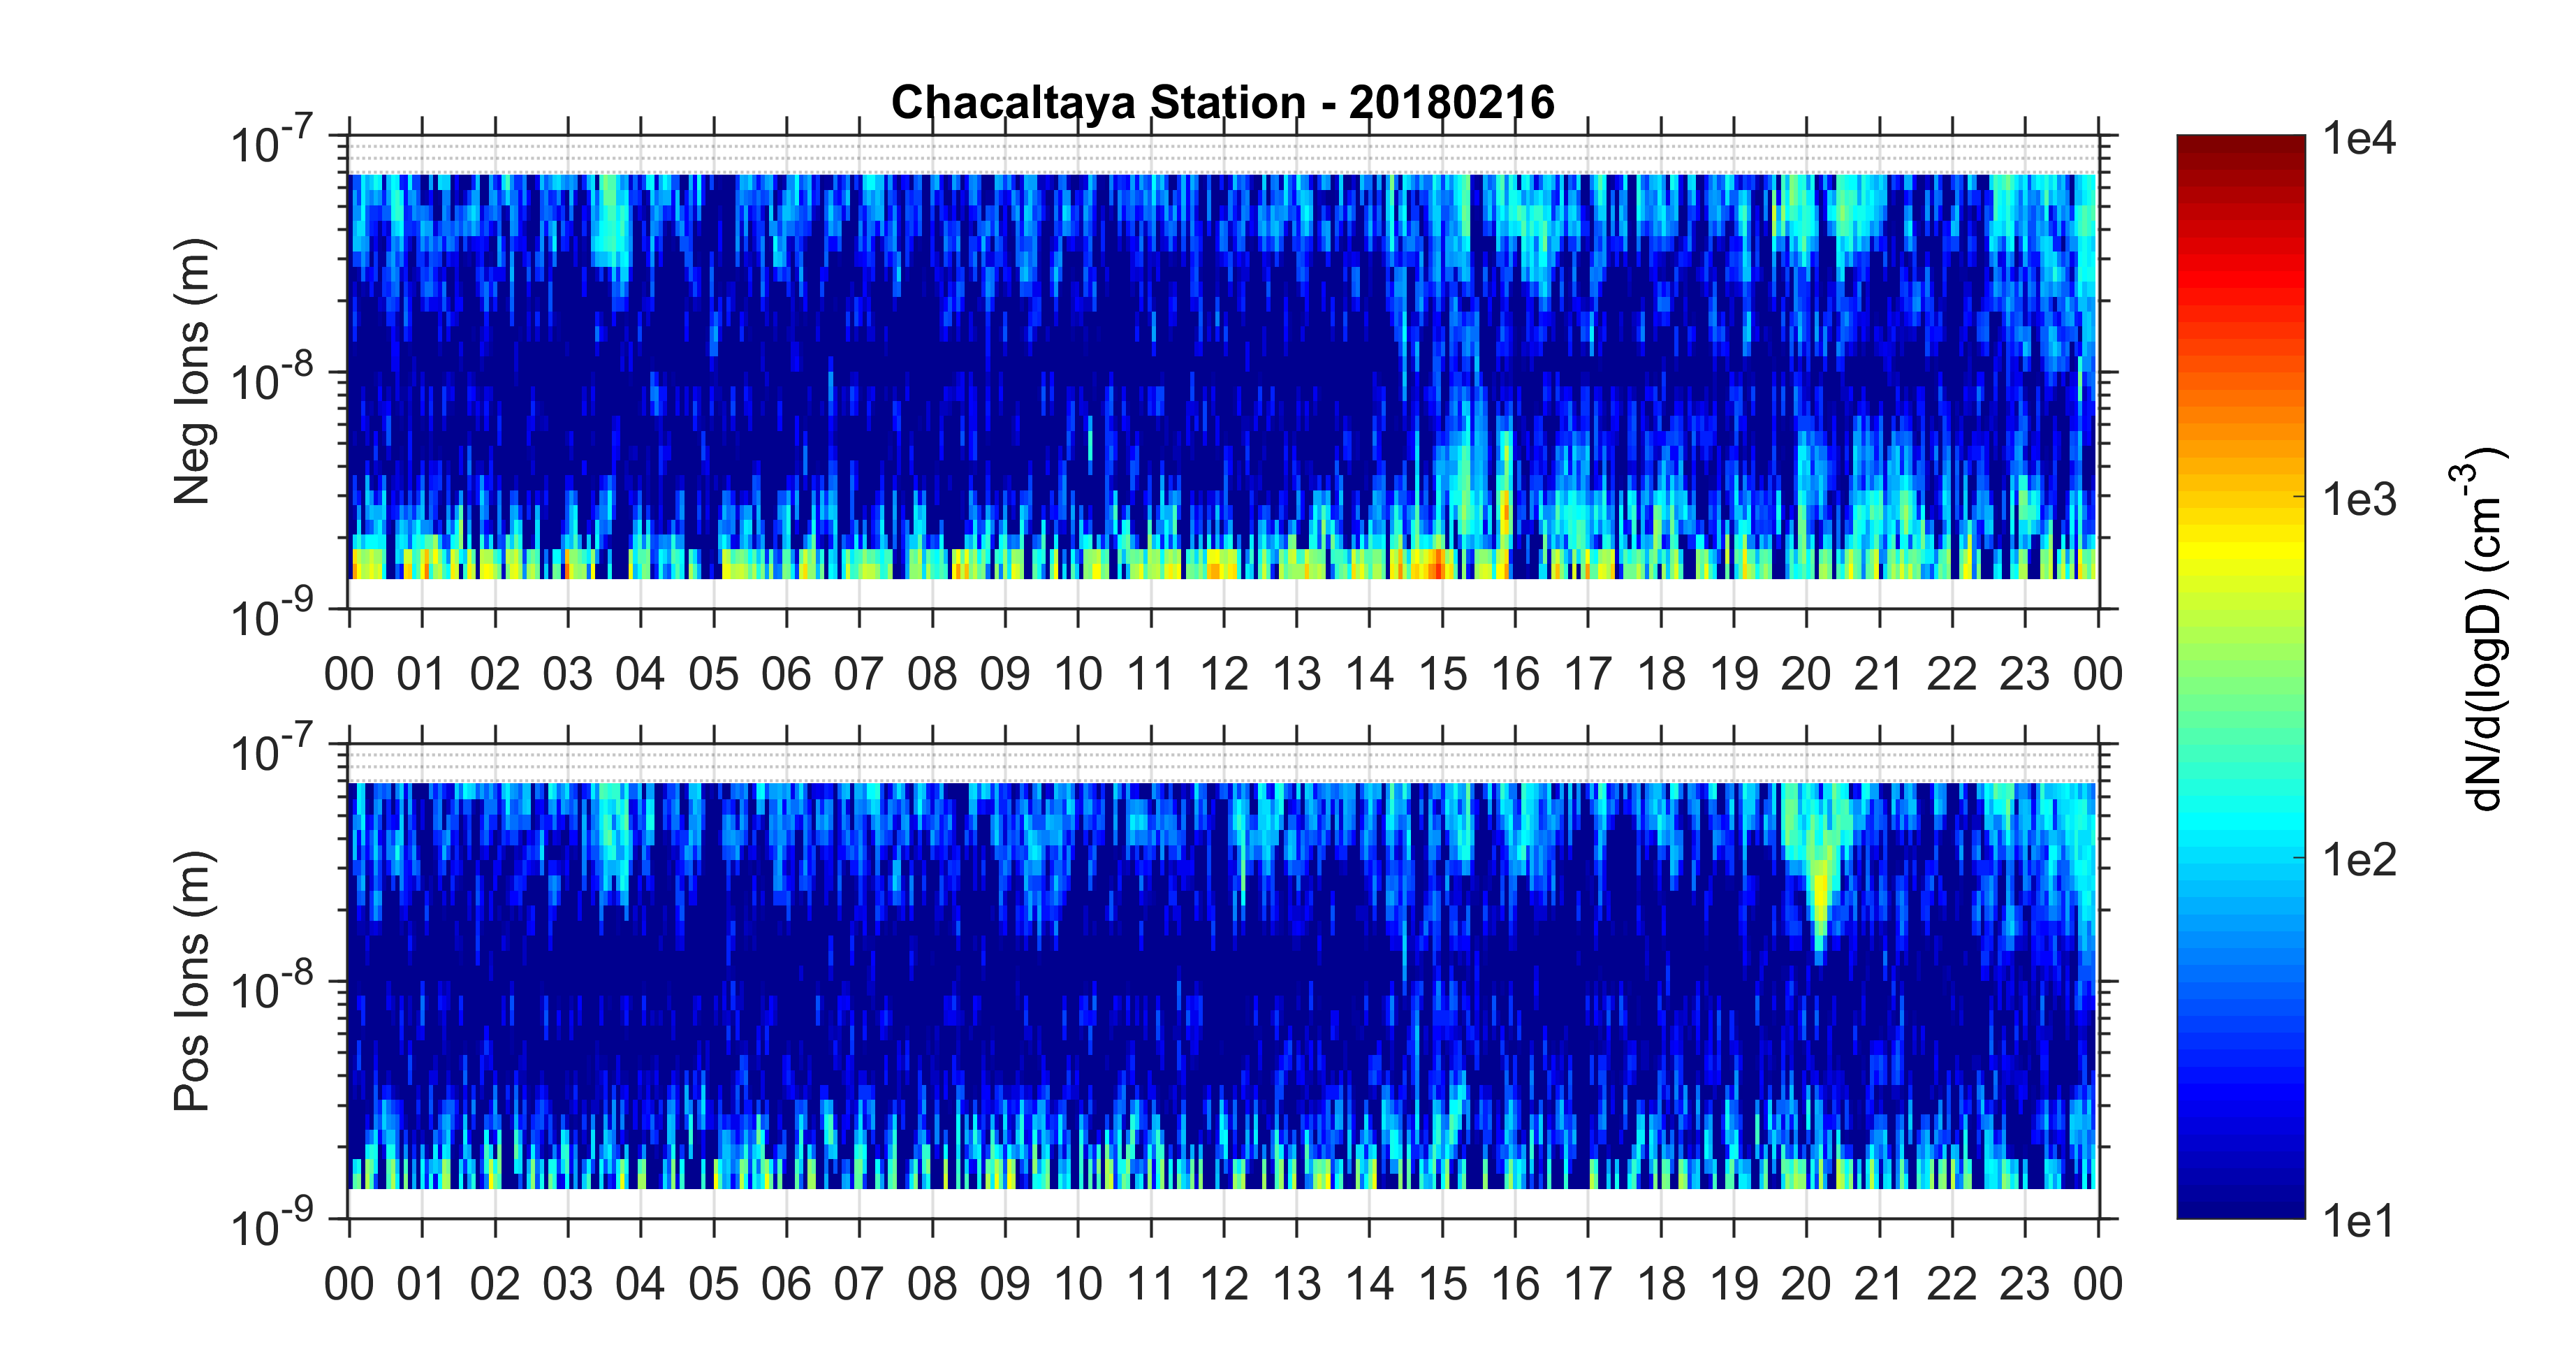 Chacaltaya Station - 20180216
10-7
10-8
10-9
Neg Ions (m)
00 01 02 03 04 05 06 07 08 09 10 11 12 13 14 15 16 17 18 19 20 21 22 23 00
10-7
10-8
10-9
Pos Ions (m)
00 01 02 03 04 05 06 07 08 09 10 11 12 13 14 15 16 17 18 19 20 21 22 23 00
1e4
1e3
1e2
1e1
dN/d(logD) (cm-3)